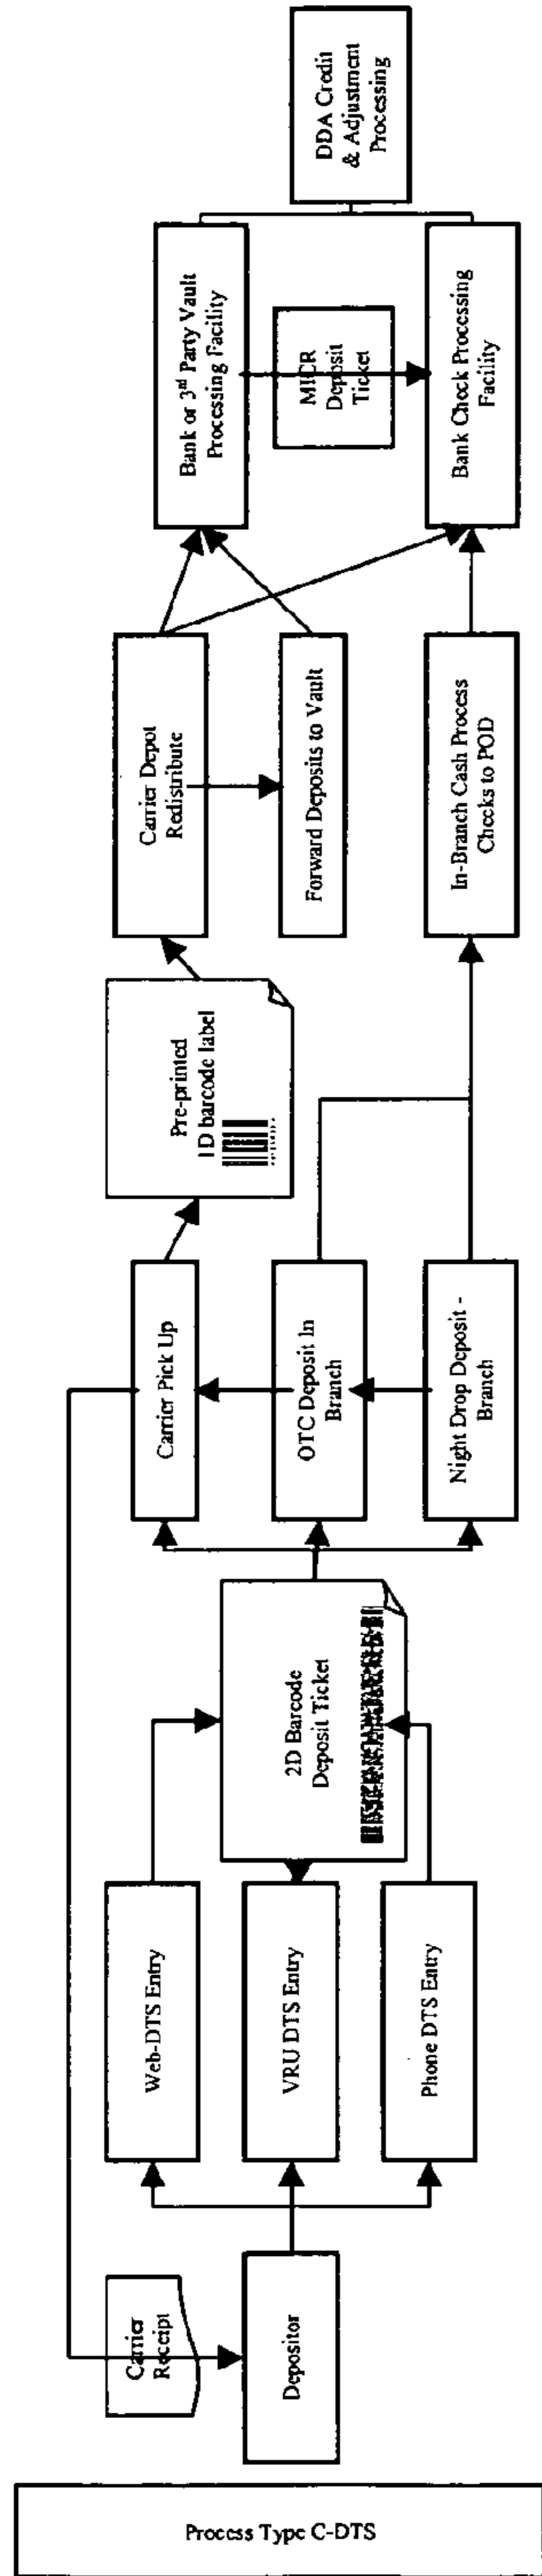 Process Type C-DTS
Carrier
Receipt
Depositor
Web-DTS Entry
VRU DTS Entry
Phone DTS Entry
2D Barcode
Deposit Ticket
Carrier Pick Up
OTC Deposit In
Branch
Night Drop Deposit -
Branch
Pre-printed
1D barcode label
Carrier Depot
Redistribute
Forward Deposits to Vault
In-Branch Cash Process
Checks to POD
Bank or 3rd Party Vault
Processing Facility
MICR
Deposit
Ticket
Bank Check Processing
Facility
DDA Credit
& Adjustment
Processing